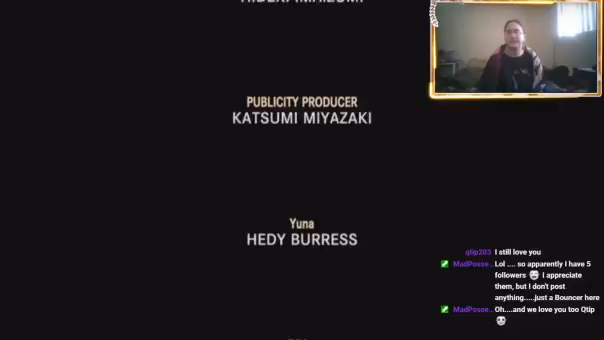 PUBLICITY PRODUCER
KATSUMI MIYAZAKI
Yuna
HEDY BURRESS
qtip203 I still love you
MadPosse... Lol .... so apparently I have 5
followers I appreciate
them, but I don't post
anything.....just a Bouncer here
MadPosse... Oh....and we love you too Qtip